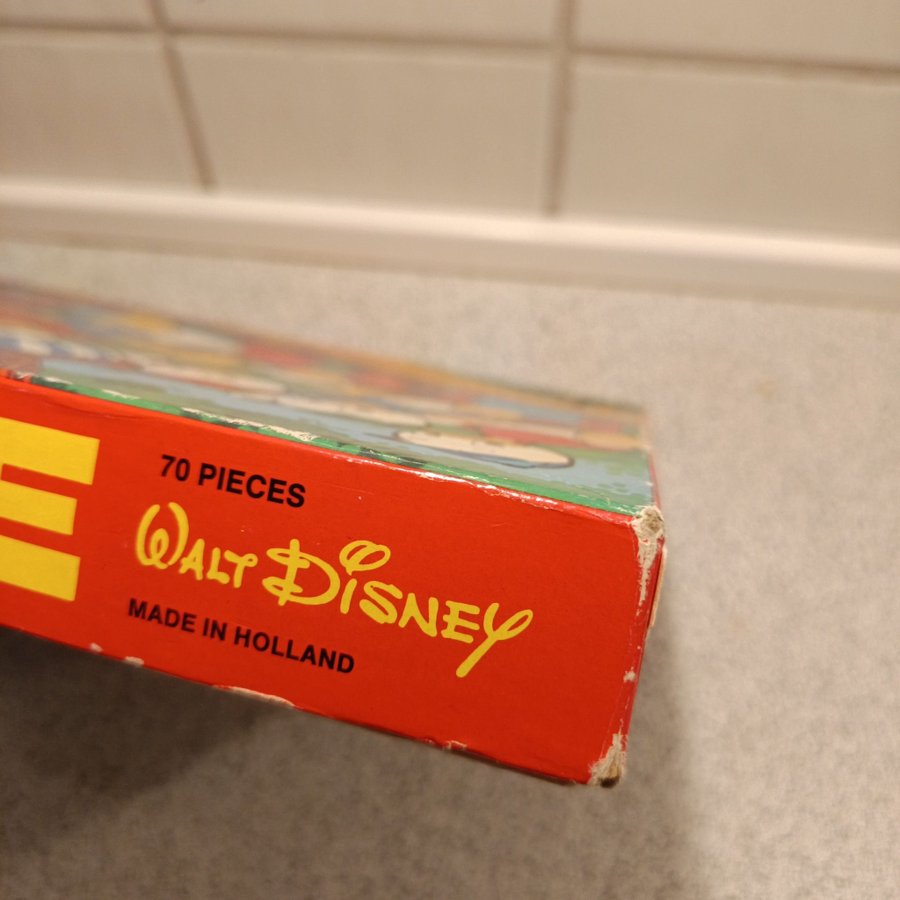 E
70 PIECES
WALT DISNEY
MADE IN HOLLAND